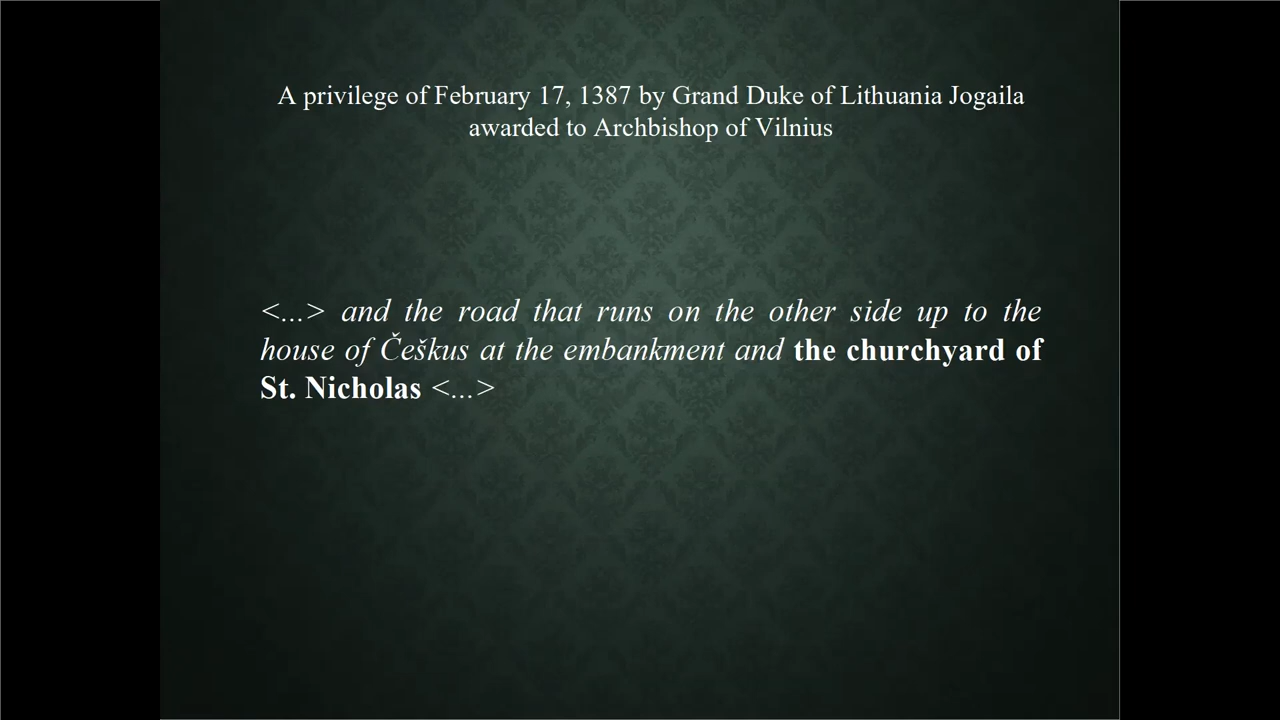 A privilege of February 17, 1387 by Grand Duke of Lithuania Jogaila
awarded to Archbishop of Vilnius
<...> and the road that runs on the other side up to the
house of Češkus at the embankment and the churchyard of
St. Nicholas <...>